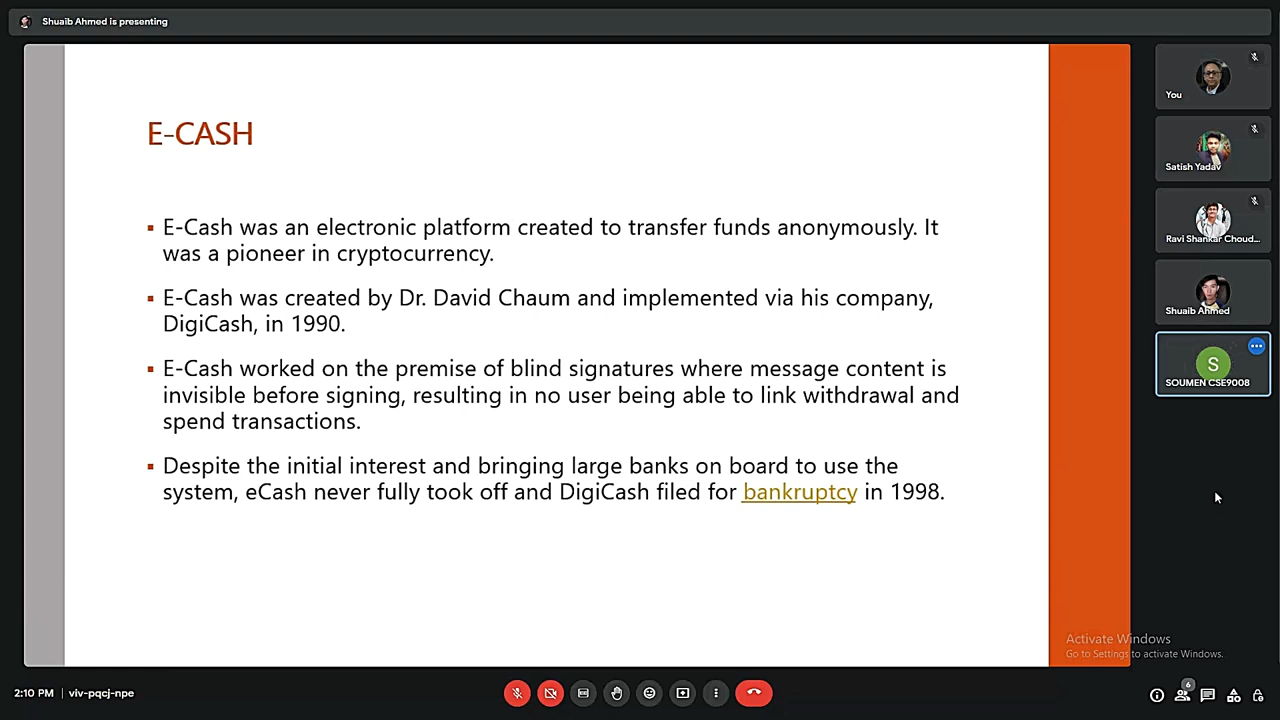 Shuaib Ahmed is presenting
E-CASH
▪ E-Cash was an electronic platform created to transfer funds anonymously. It
was a pioneer in cryptocurrency.
▪ E-Cash was created by Dr. David Chaum and implemented via his company,
DigiCash, in 1990.
▪ E-Cash worked on the premise of blind signatures where message content is
invisible before signing, resulting in no user being able to link withdrawal and
spend transactions.
▪ Despite the initial interest and bringing large banks on board to use the
system, eCash never fully took off and DigiCash filed for bankruptcy in 1998.
You
Satish Yadav
Ravi Shankar Choud...
Shuaib Ahmed
S
SOUMEN CSE9008
Activate Windows
Go to Settings to activate Windows.
2:10 PM | viv-pqcj-npe
6